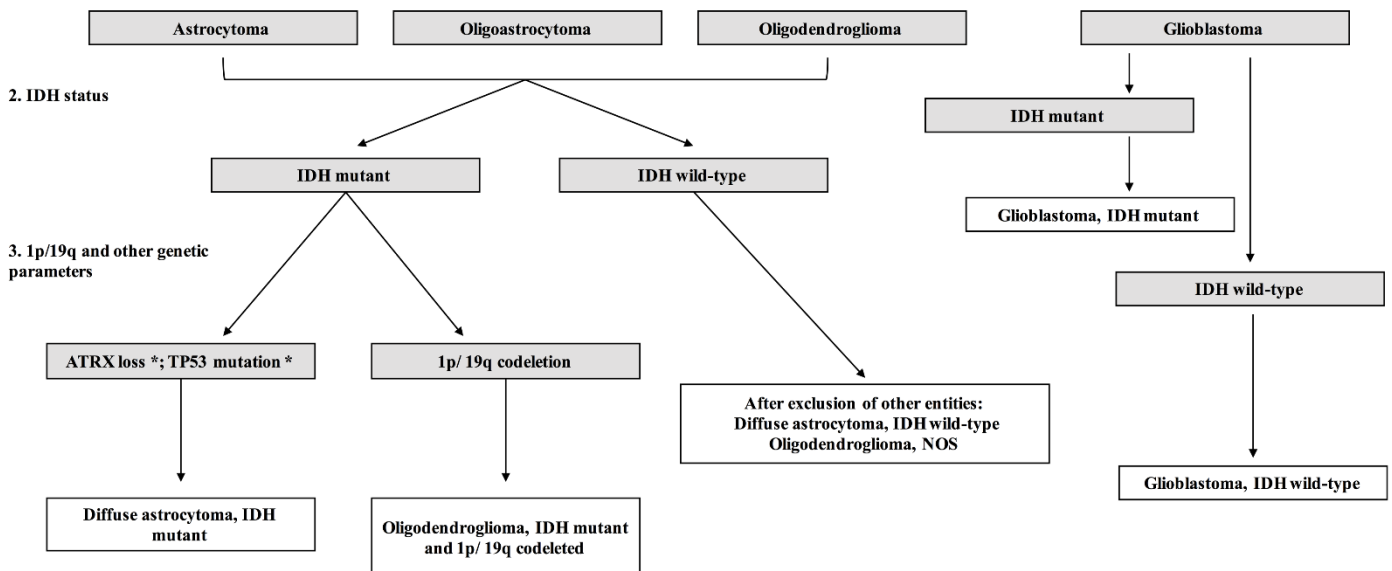 Astrocytoma
Oligoastrocytoma
Oligodendroglioma
Glioblastoma
2. IDH status
IDH mutant
IDH mutant
IDH wild-type
Glioblastoma, IDH mutant
3. 1p/19q and other genetic
parameters
IDH wild-type
ATRX loss *; TP53 mutation *
1p/ 19q codeletion
After exclusion of other entities:
Diffuse astrocytoma, IDH wild-type
Oligodendroglioma, NOS
Glioblastoma, IDH wild-type
Diffuse astrocytoma, IDH
mutant
Oligodendroglioma, IDH mutant
and 1p/ 19q codeleted